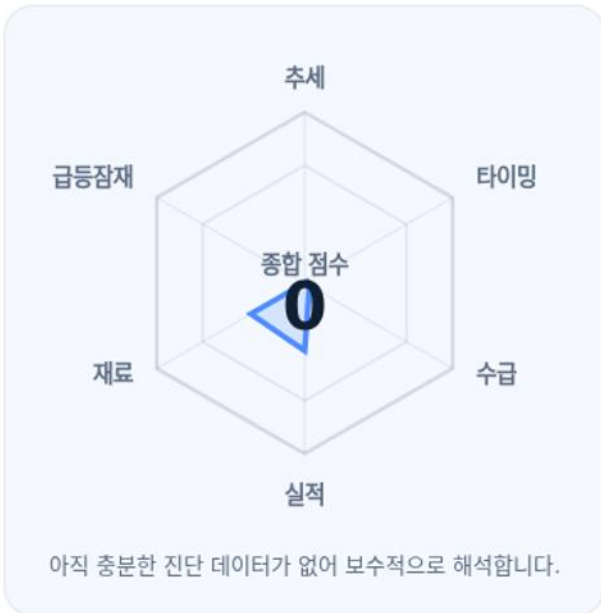 추세
급등잠재
타이밍
종합 점수
0
재료
수급
실적
아직 충분한 진단 데이터가 없어 보수적으로 해석합니다.